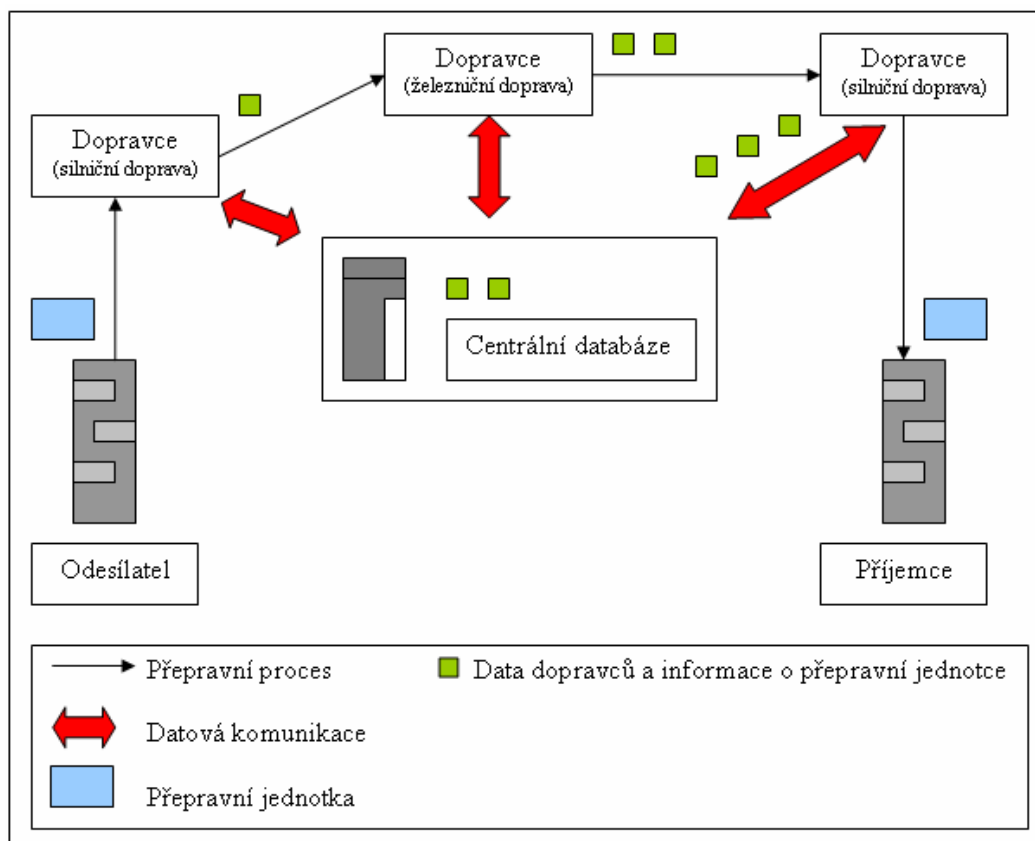 Dopravce
(železniční doprava)
Dopravce
(silniční doprava)
Dopravce
(silniční doprava)
Centrální databáze
Odesílatel
Příjemce
Přepravní proces
Data dopravců a informace o přepravní jednotce
Datová komunikace
Přepravní jednotka